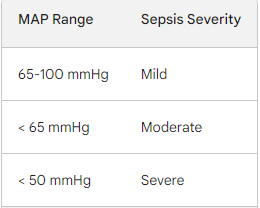 MAP Range Sepsis Severity
65-100 mmHg Mild
< 65 mmHg Moderate
< 50 mmHg Severe